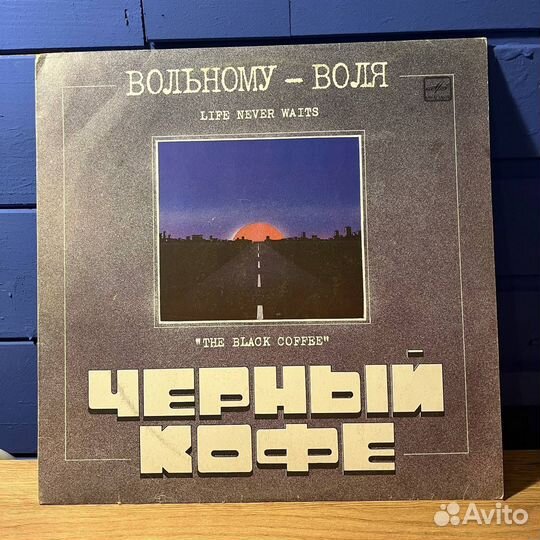 ВОЛЬНОМУ – ВОЛЯ
LIFE NEVER WAITS
"THE BLACK COFFEE"
ЧЕРНЫЙ
КОФЕ
Avito